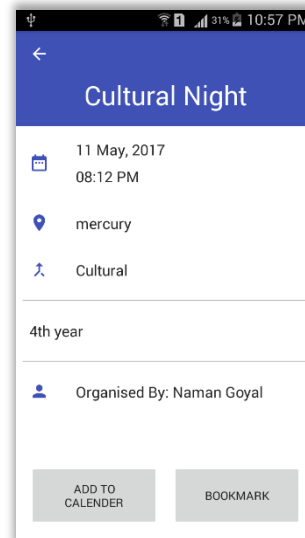 1 31% 10:57 PM
Cultural Night
11 May, 2017
08:12 PM
mercury
Cultural
4th year
Organised By: Naman Goyal
ADD TO
CALENDER
BOOKMARK